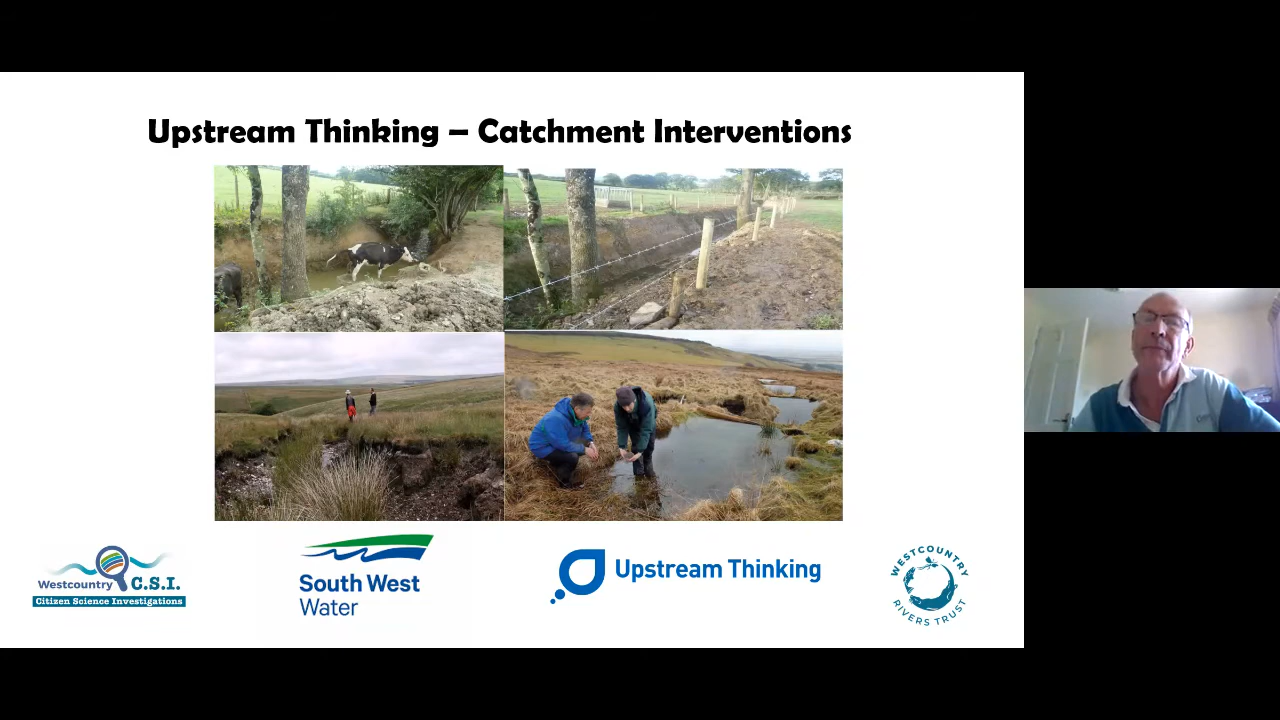 Upstream Thinking – Catchment Interventions
Westcountry C.S.I.
Citizen Science Investigations
South West
Water
Upstream Thinking
WESTCOUNTRY
RIVERS TRUST